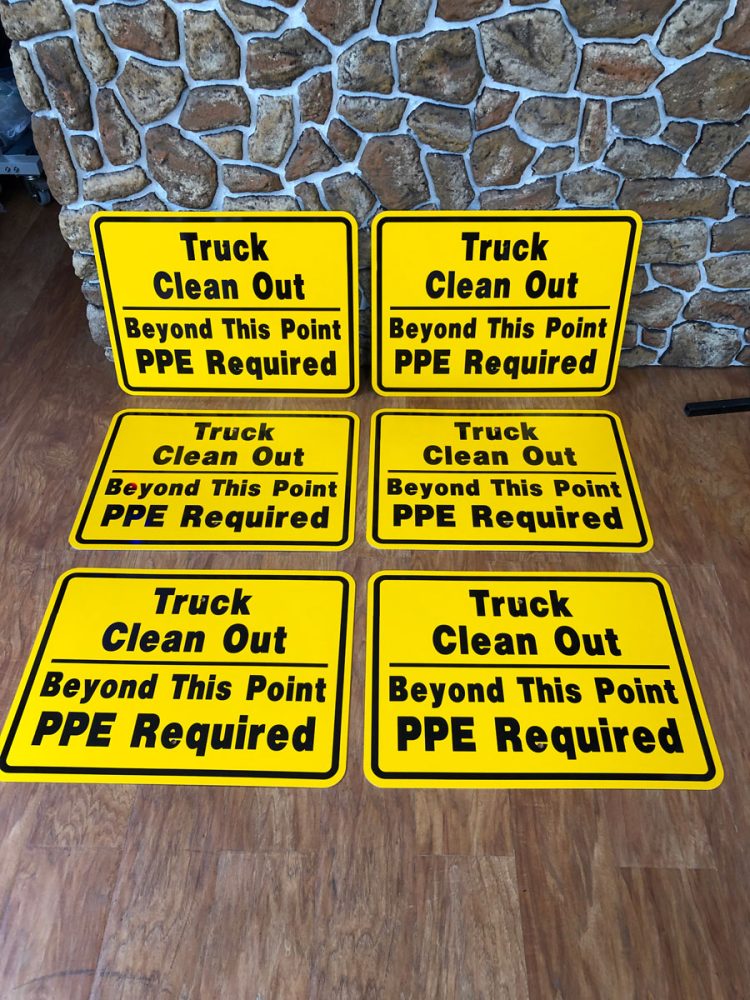 Truck
Clean Out
Beyond This Point
PPE Required
Truck
Clean Out
Beyond This Point
PPE Required
Truck
Clean Out
Beyond This Point
PPE Required
Truck
Clean Out
Beyond This Point
PPE Required
Truck
Clean Out
Beyond This Point
PPE Required
Truck
Clean Out
Beyond This Point
PPE Required